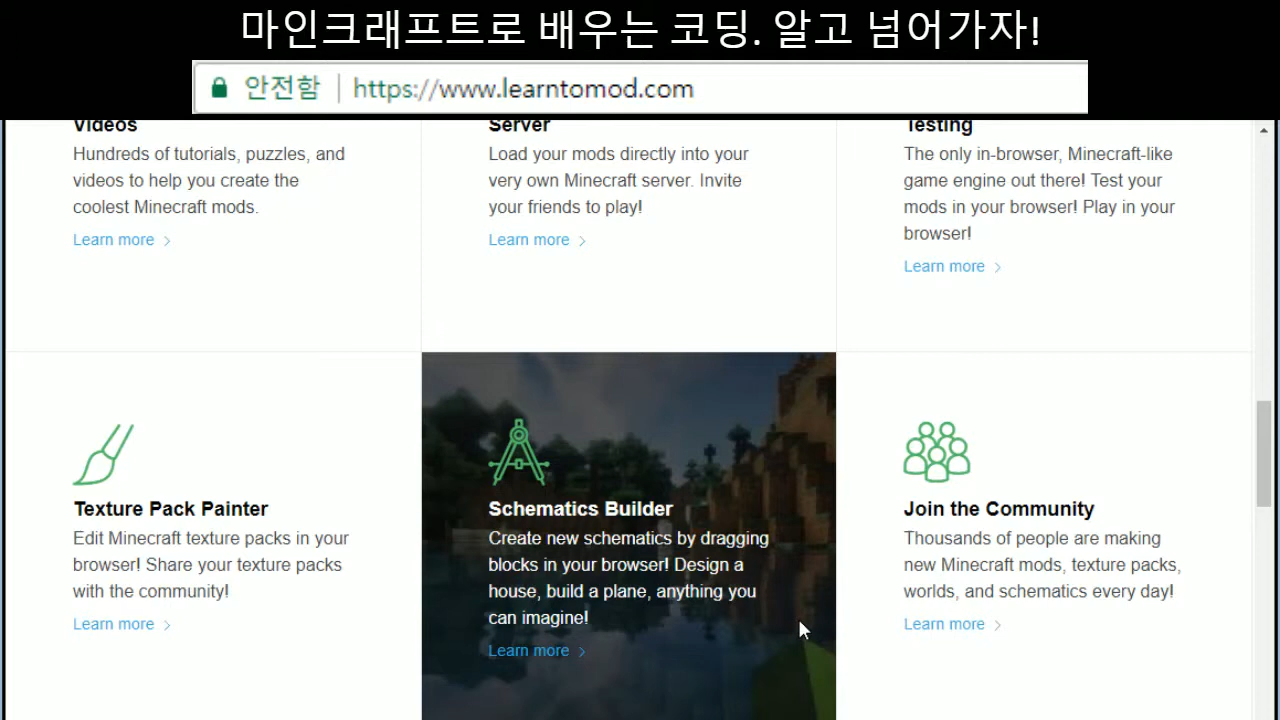 마인크래프트로 배우는 코딩. 알고 넘어가자!
안전함 | https://www.learntomod.com
Videos
Hundreds of tutorials, puzzles, and
videos to help you create the
coolest Minecraft mods.
Learn more
Server
Load your mods directly into your
very own Minecraft server. Invite
your friends to play!
Learn more
Testing
The only in-browser, Minecraft-like
game engine out there! Test your
mods in your browser! Play in your
browser!
Learn more
Texture Pack Painter
Edit Minecraft texture packs in your
browser! Share your texture packs
with the community!
Learn more
Schematics Builder
Create new schematics by dragging
blocks in your browser! Design a
house, build a plane, anything you
can imagine!
Learn more
Join the Community
Thousands of people are making
new Minecraft mods, texture packs,
worlds, and schematics every day!
Learn more